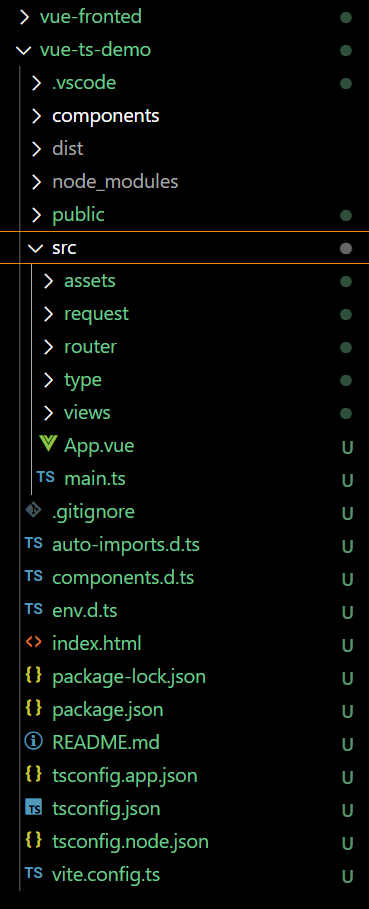 vue-fronted
vue-ts-demo
.vscode
components
dist
node_modules
public
src
assets
request
router
type
views
App.vue U
TS main.ts U
.gitignore U
TS auto-imports.d.ts U
TS components.d.ts U
TS env.d.ts U
<> index.html U
{} package-lock.json U
{} package.json U
README.md U
{} tsconfig.app.json U
TS tsconfig.json U
{} tsconfig.node.json U
TS vite.config.ts U